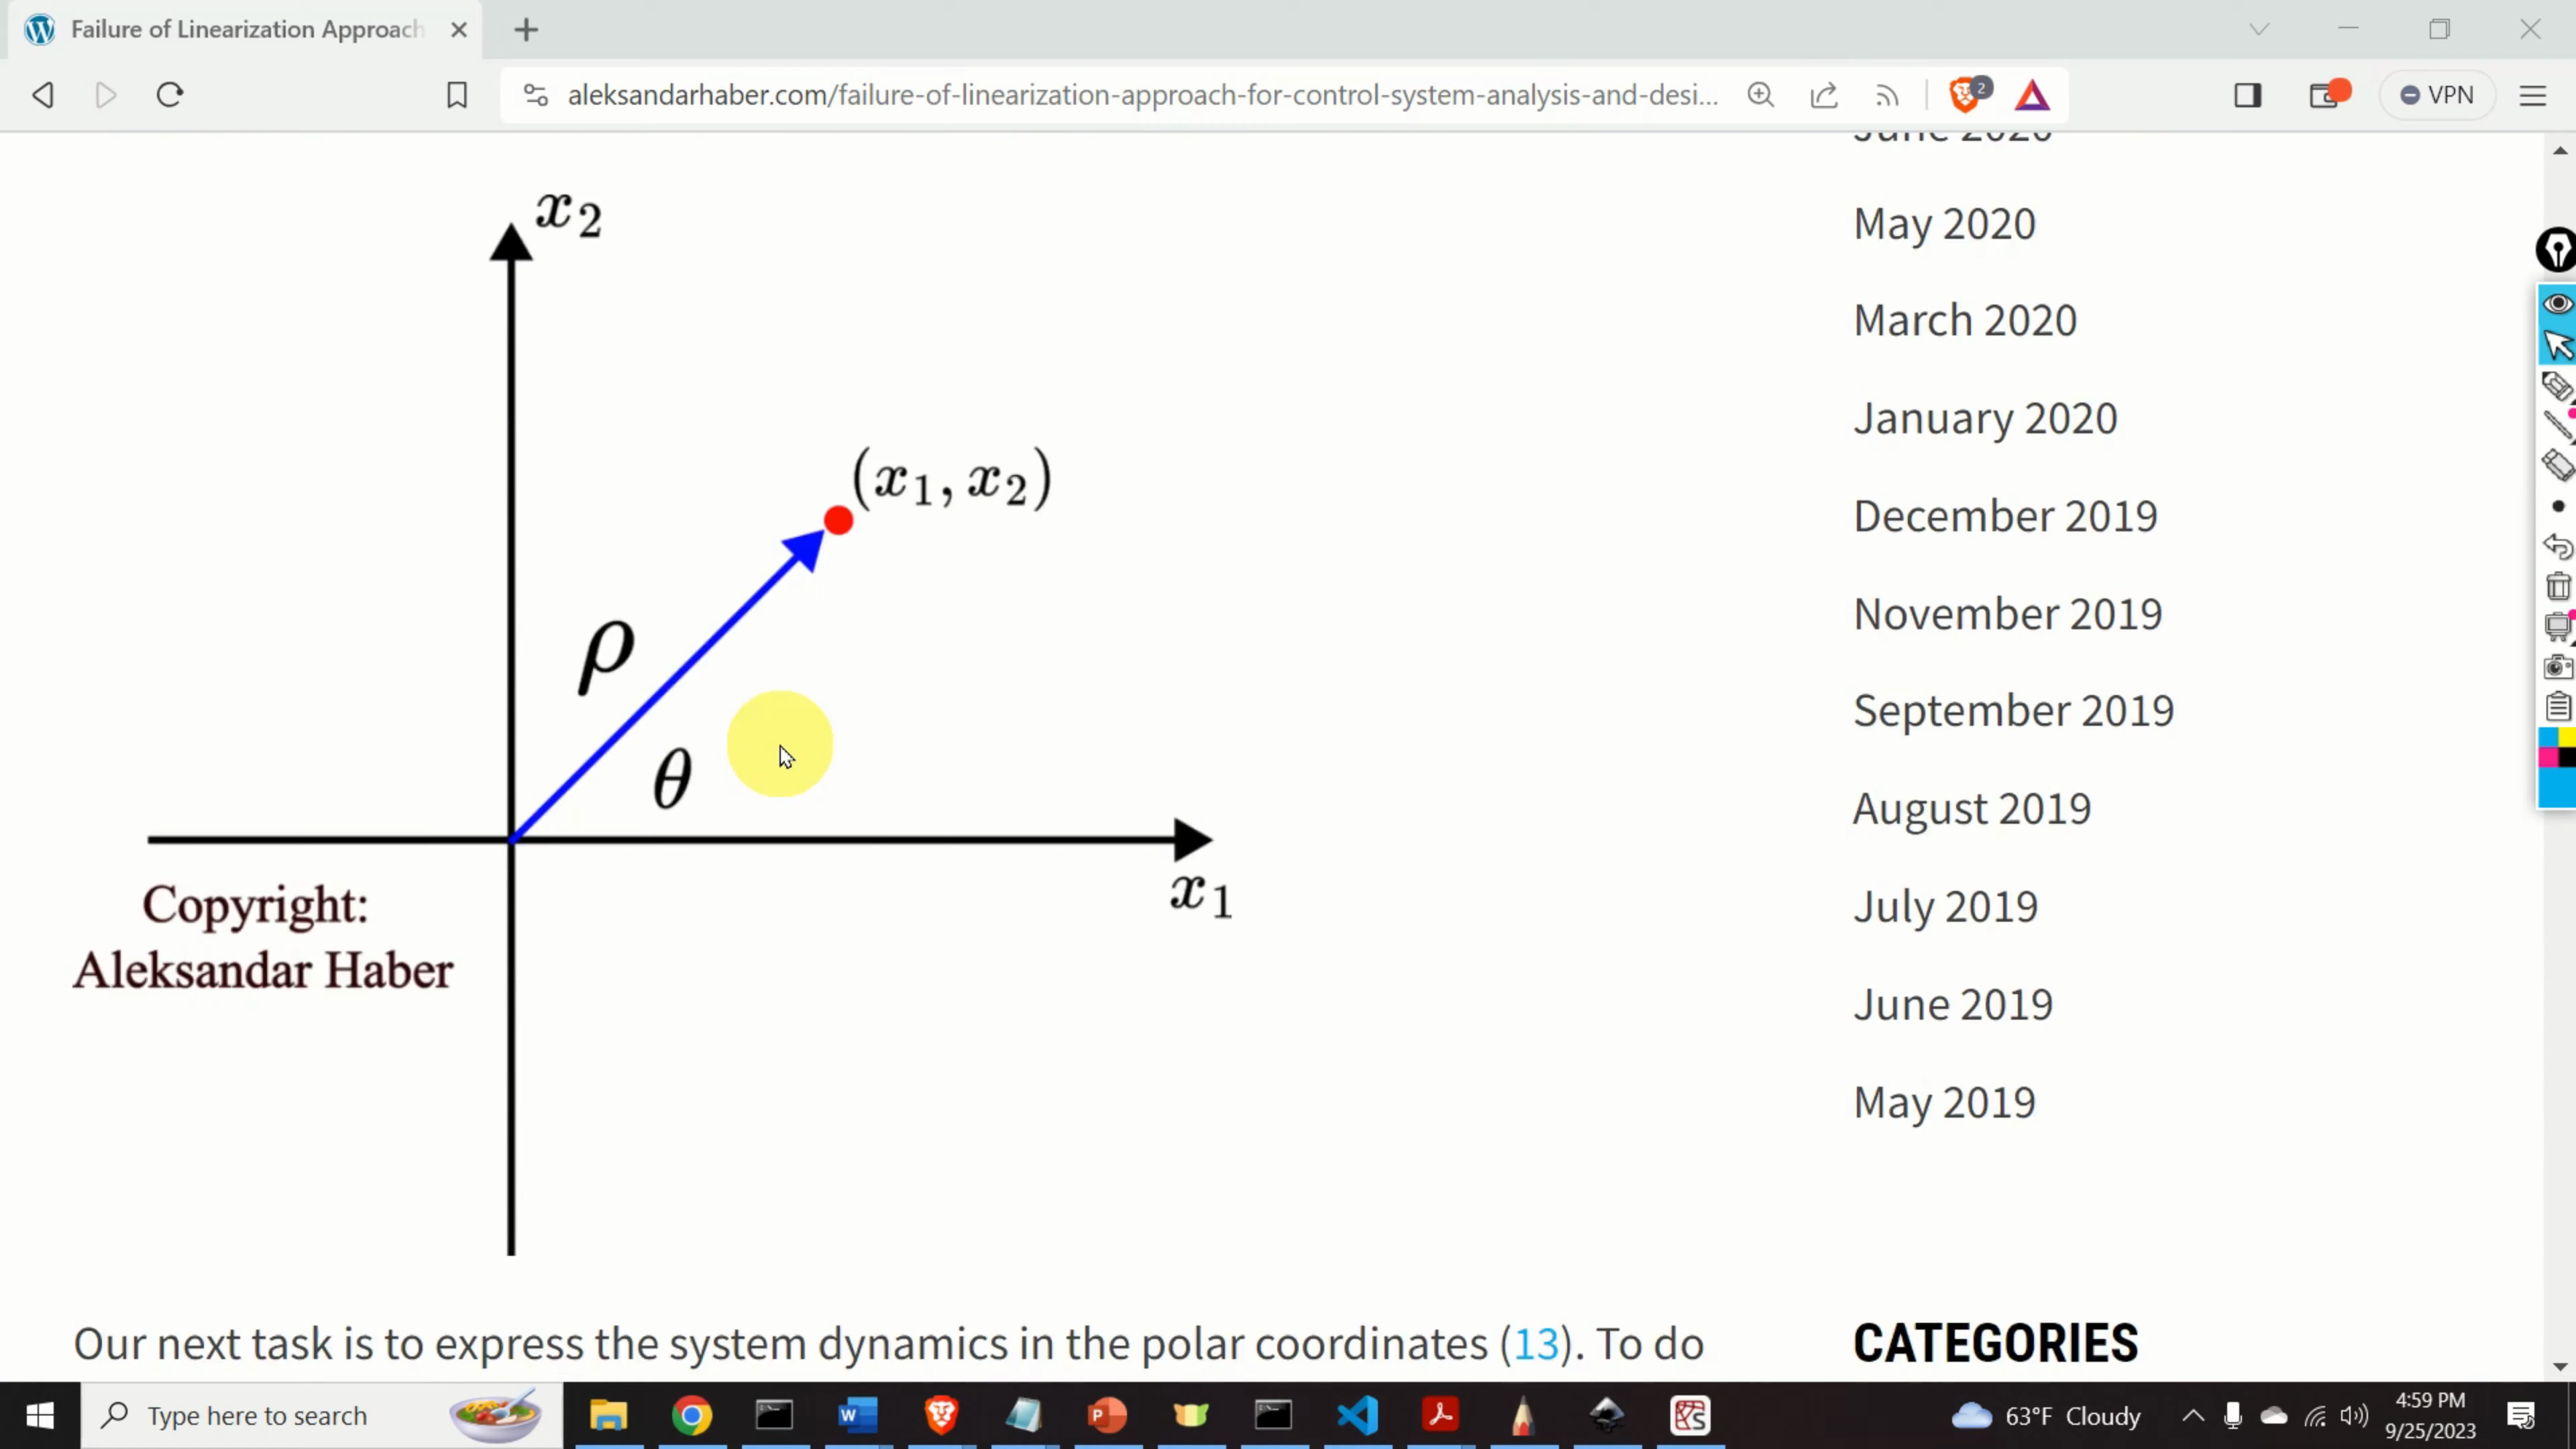 Failure of Linearization Approach
aleksandarhaber.com/failure-of-linearization-approach-for-control-system-analysis-and-desi...
2
VPN
June 2020
x₂
May 2020
March 2020
January 2020
(x₁, x₂)
December 2019
November 2019
ρ
September 2019
θ
August 2019
x₁
Copyright:
Aleksandar Haber
July 2019
June 2019
May 2019
Our next task is to express the system dynamics in the polar coordinates (13). To do
CATEGORIES
Type here to search
63°F Cloudy
4:59 PM
9/25/2023